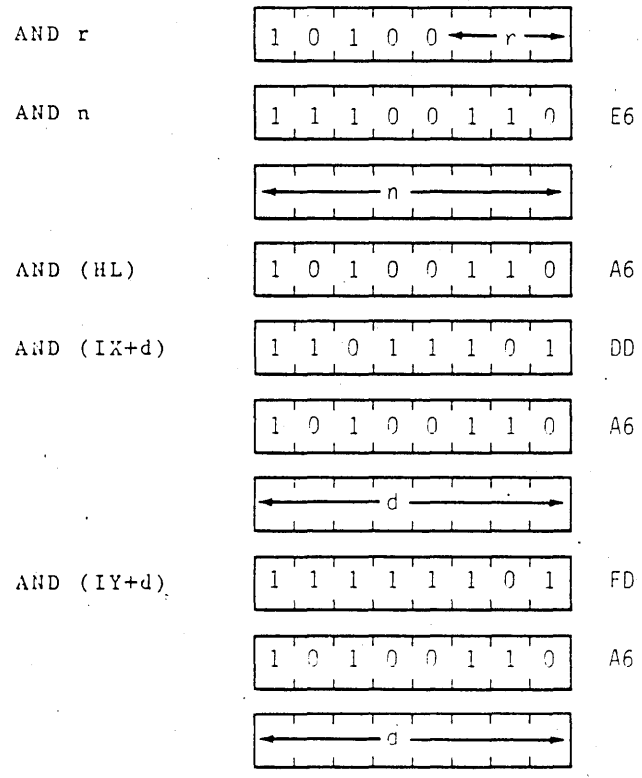 AND r 1 0 1 0 0 r
AND n 1 1 1 0 0 1 1 0 E6
n
AND (HL) 1 0 1 0 0 1 1 0 A6
AND (IX+d) 1 1 0 1 1 1 0 1 DD
1 0 1 0 0 1 1 0 A6
d
AND (IY+d) 1 1 1 1 1 1 0 1 FD
1 0 1 0 0 1 1 0 A6
d